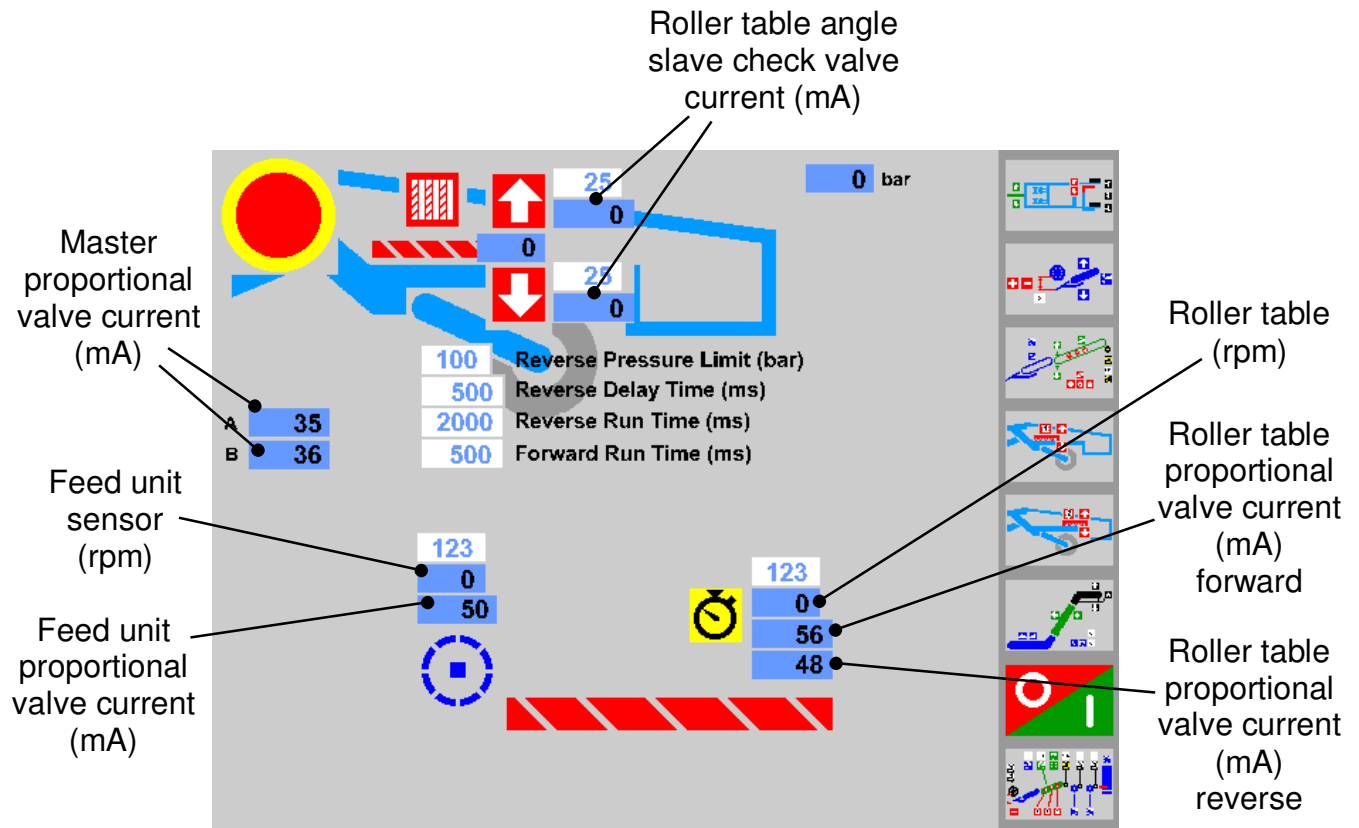 Roller table angle
slave check valve
current (mA)
25
0
0 bar
0
25
0
Master
proportional
valve current
(mA)
Roller table
(rpm)
100 Reverse Pressure Limit (bar)
500 Reverse Delay Time (ms)
2000 Reverse Run Time (ms)
500 Forward Run Time (ms)
A 35
B 36
Roller table
proportional
valve current
(mA)
forward
Feed unit
sensor
(rpm)
123
0
50
123
0
56
48
Feed unit
proportional
valve current
(mA)
Roller table
proportional
valve current
(mA)
reverse